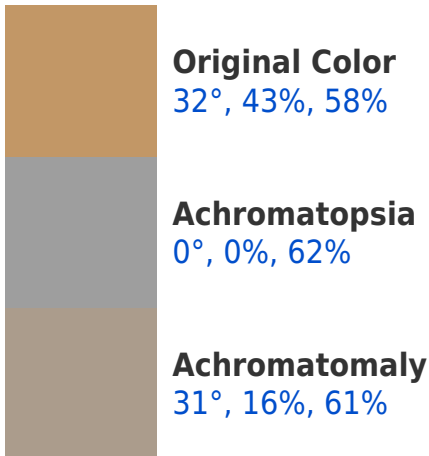 Original Color
32°, 43%, 58%
Achromatopsia
0°, 0%, 62%
Achromatomaly
31°, 16%, 61%